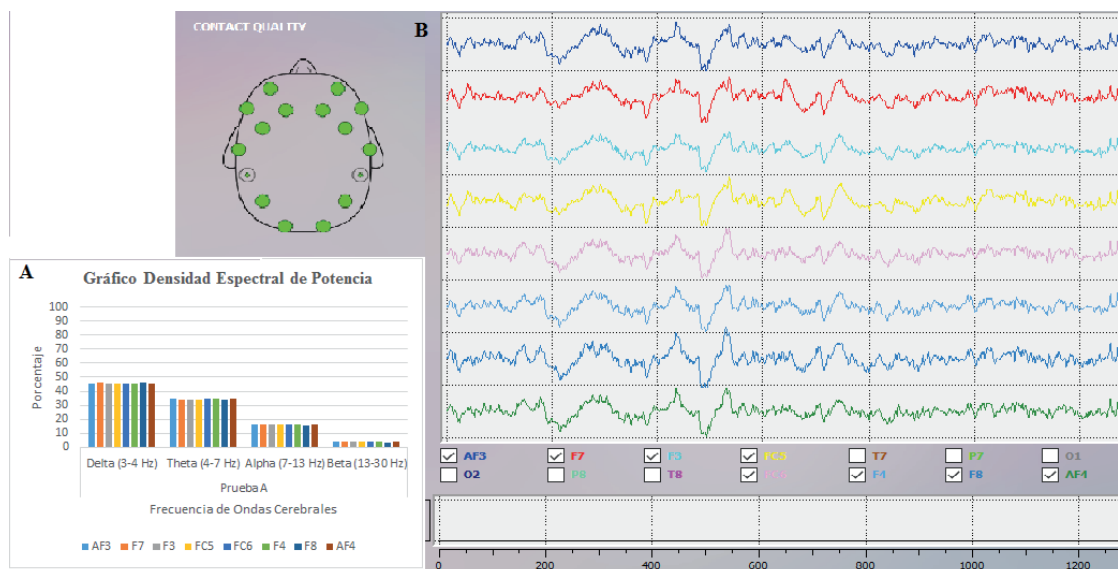 CONTACT QUALITY
B
A
Gráfico Densidad Espectral de Potencia
Porcentaje
100
90
80
70
60
50
40
30
20
10
0
Delta (3-4 Hz) Theta (4-7 Hz) Alpha (7-13 Hz) Beta (13-30 Hz)
Prueba A
Frecuencia de Ondas Cerebrales
AF3 F7 F3 FC5 FC6 F4 F8 AF4
AF3 F7 F3 FC5 T7 P7 O1
O2 P8 T8 FC6 F4 F8 AF4
0 200 400 600 800 1000 1200